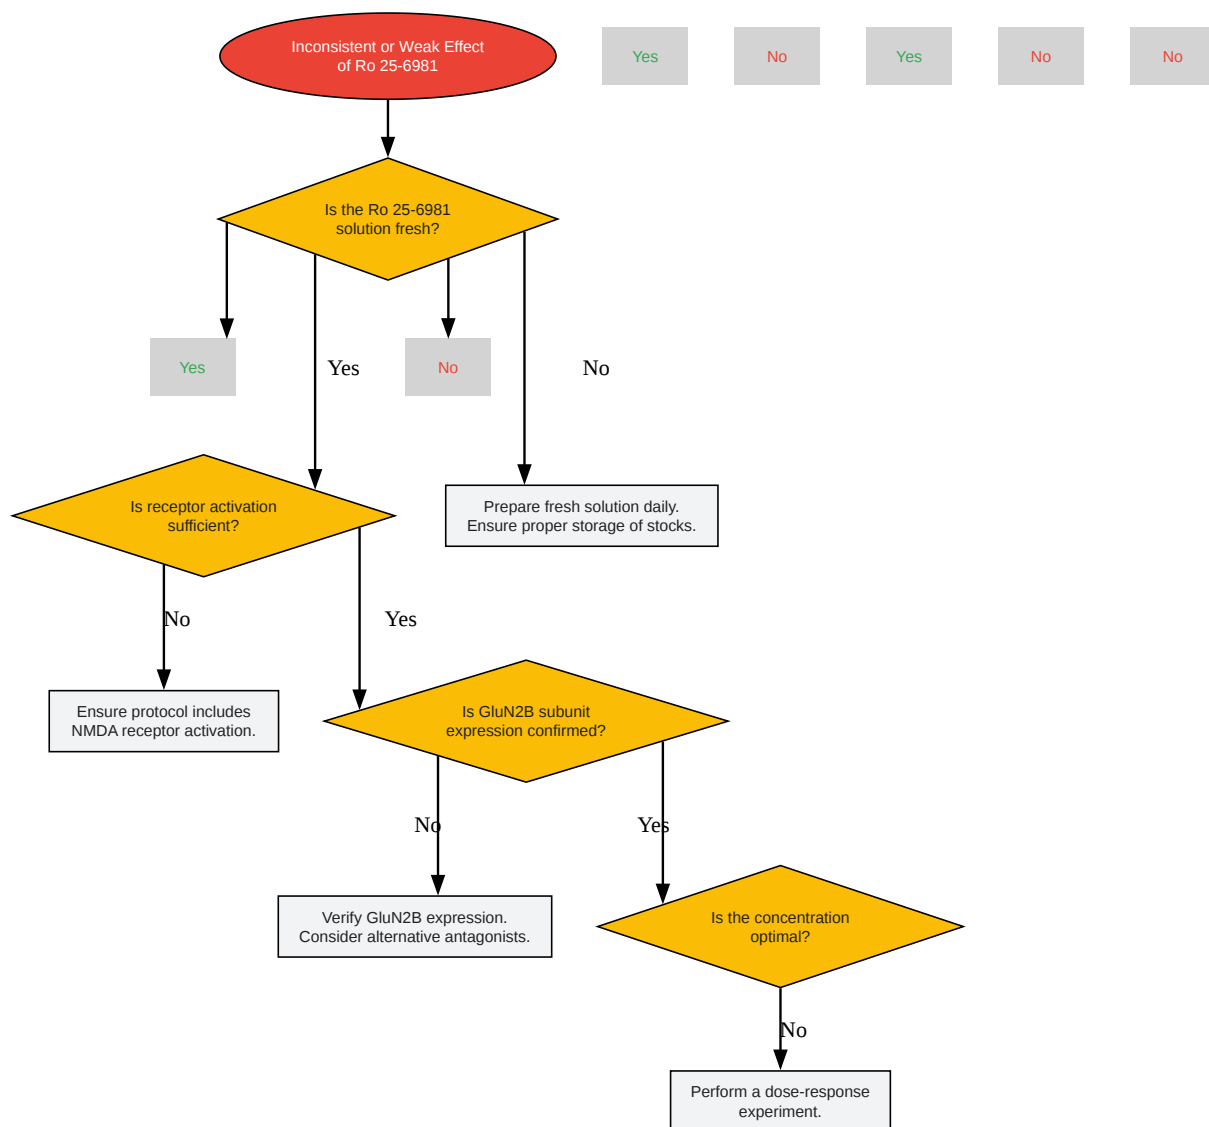 Inconsistent or Weak Effect
of Ro 25-6981
Yes
No
Yes
No
No
Is the Ro 25-6981
solution fresh?
Yes
Yes
No
No
Is receptor activation
sufficient?
Prepare fresh solution daily.
Ensure proper storage of stocks.
No
Yes
Ensure protocol includes
NMDA receptor activation.
Is GluN2B subunit
expression confirmed?
No
Yes
Verify GluN2B expression.
Consider alternative antagonists.
Is the concentration
optimal?
No
Perform a dose-response
experiment.